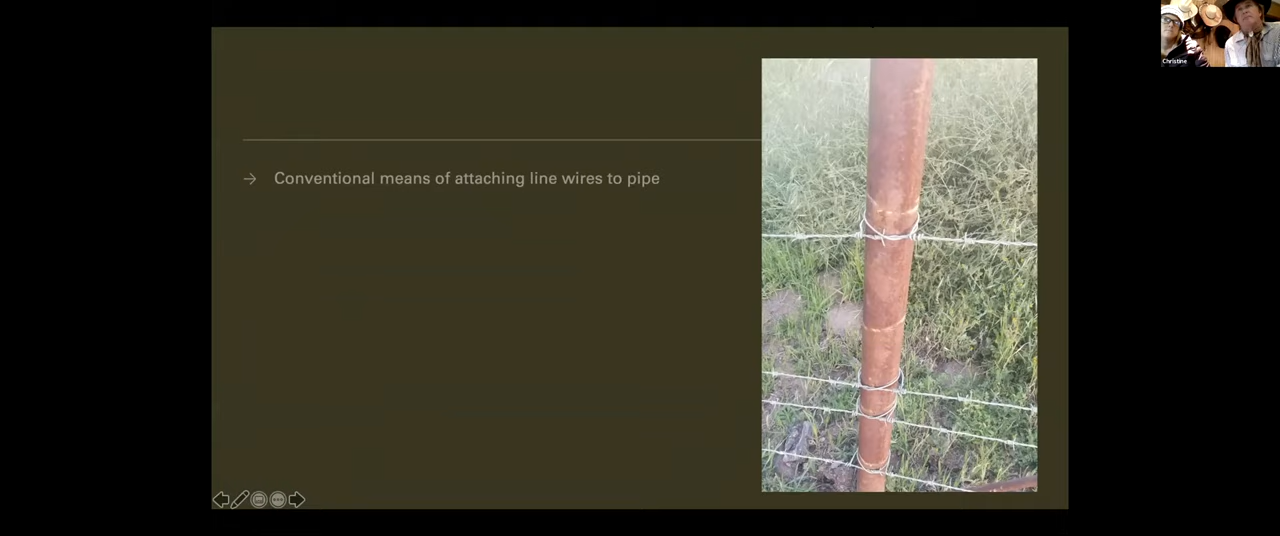 Christine
→ Conventional means of attaching line wires to pipe